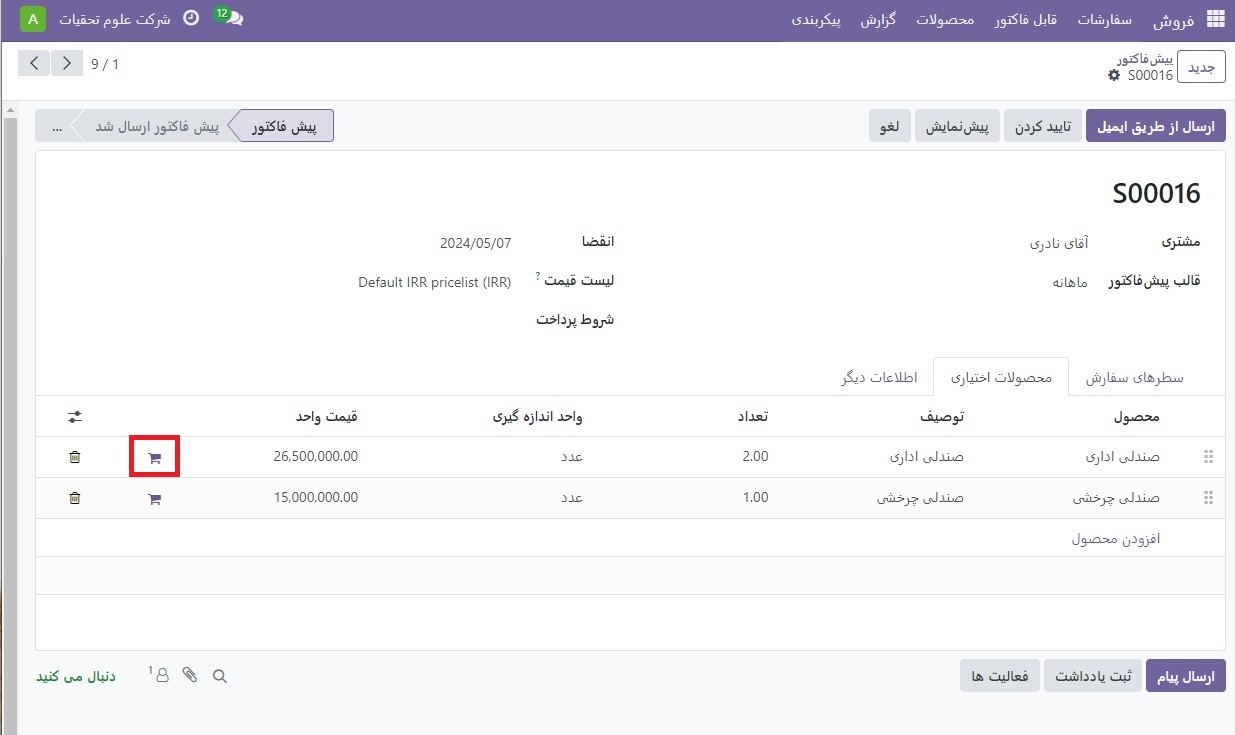 فروش سفارشات قابل فاکتور محصولات گزارش پیکربندی 12 شرکت علوم تحقیات A
جدید پیش‌فاکتور
S00016
9 / 1
ارسال از طریق ایمیل تایید کردن پیش‌نمایش لغو پیش فاکتور پیش فاکتور ارسال شد ...
S00016
مشتری آقای نادری انقضا 2024/05/07
قالب پیش‌فاکتور ماهانه لیست قیمت ? Default IRR pricelist (IRR)
شروط پرداخت
سطرهای سفارش محصولات اختیاری اطلاعات دیگر
محصول توصیف تعداد واحد اندازه گیری قیمت واحد
صندلی اداری صندلی اداری 2.00 عدد 26,500,000.00
صندلی چرخشی صندلی چرخشی 1.00 عدد 15,000,000.00
افزودن محصول
ارسال پیام ثبت یادداشت فعالیت ها 1 دنبال می کنید